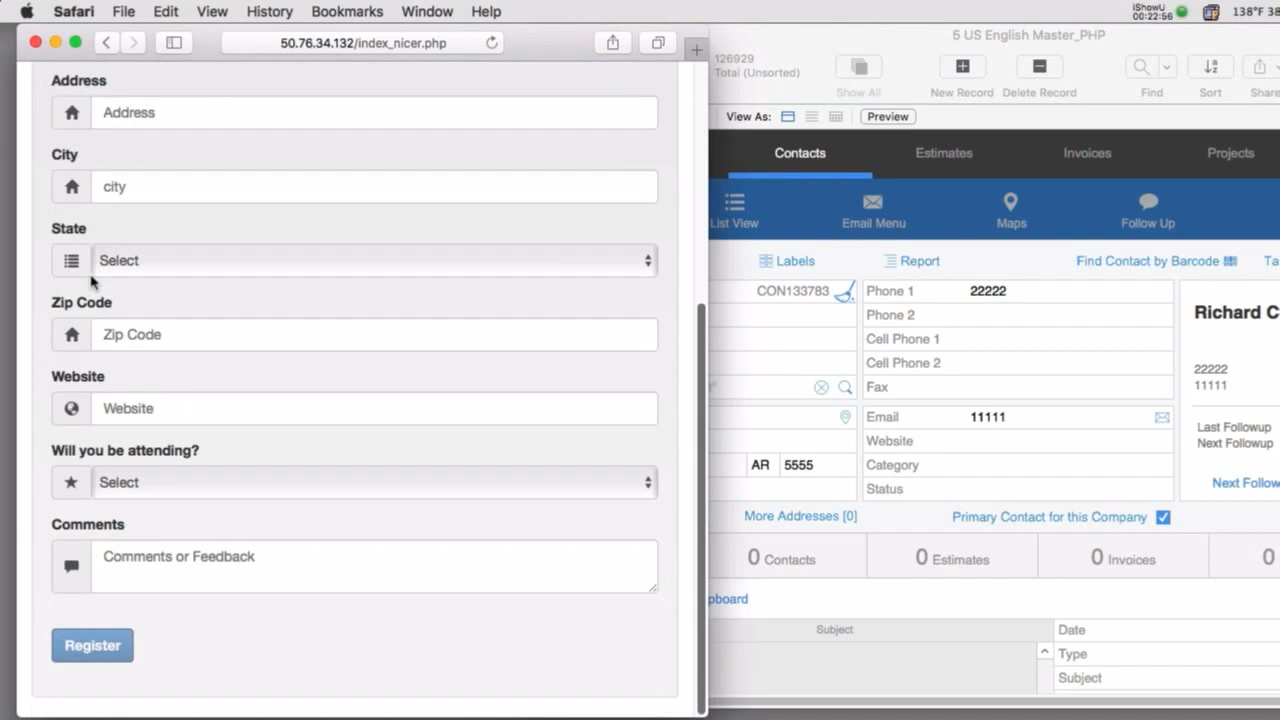 Safari File Edit View History Bookmarks Window Help
iShowU
00:22:56
138°F 38
50.76.34.132/index_nicer.php
Address
Address
City
city
State
Select
Zip Code
Zip Code
Website
Website
Will you be attending?
Select
Comments
Comments or Feedback
Register
5 US English Master_PHP
126929
Total (Unsorted)
Show All
New Record
Delete Record
Find
Sort
Share
View As:
Preview
Contacts
Estimates
Invoices
Projects
List View
Email Menu
Maps
Follow Up
Labels
Report
Find Contact by Barcode
Ta
CON133783
Phone 1 22222
Phone 2
Cell Phone 1
Cell Phone 2
Fax
Email 11111
Website
AR 5555
Category
Status
Richard C
22222
11111
Last Followup
Next Followup
Next Follow
More Addresses [0]
Primary Contact for this Company
0 Contacts
0 Estimates
0 Invoices
0
pboard
Subject
Date
Type
Subject